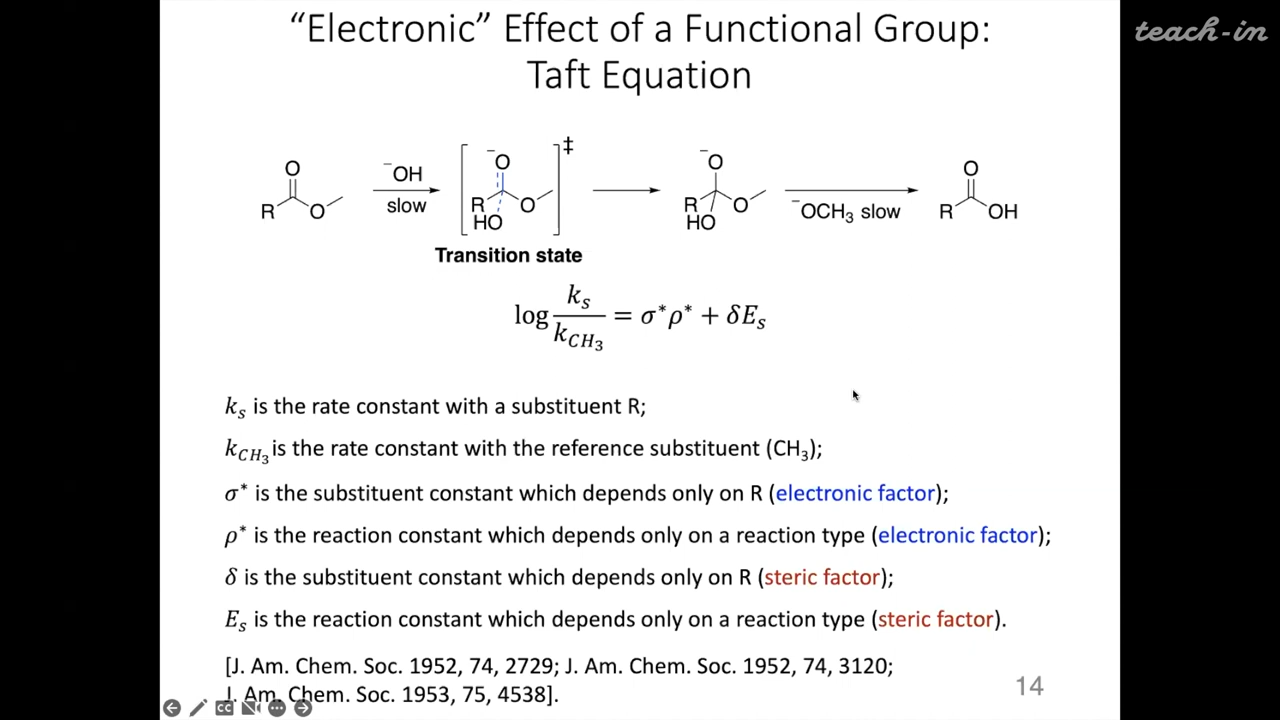 teach-in
“Electronic” Effect of a Functional Group:
Taft Equation
O
R
O
⁻OH
slow
⁻O
R
HO
O
‡
Transition state
⁻O
R
HO
O
⁻OCH₃ slow
O
R
OH
log k_s / k_{CH₃} = σ*ρ* + δE_s
k_s is the rate constant with a substituent R;
k_{CH₃} is the rate constant with the reference substituent (CH₃);
σ* is the substituent constant which depends only on R (electronic factor);
ρ* is the reaction constant which depends only on a reaction type (electronic factor);
δ is the substituent constant which depends only on R (steric factor);
E_s is the reaction constant which depends only on a reaction type (steric factor).
[J. Am. Chem. Soc. 1952, 74, 2729; J. Am. Chem. Soc. 1952, 74, 3120;
J. Am. Chem. Soc. 1953, 75, 4538].
14
CC